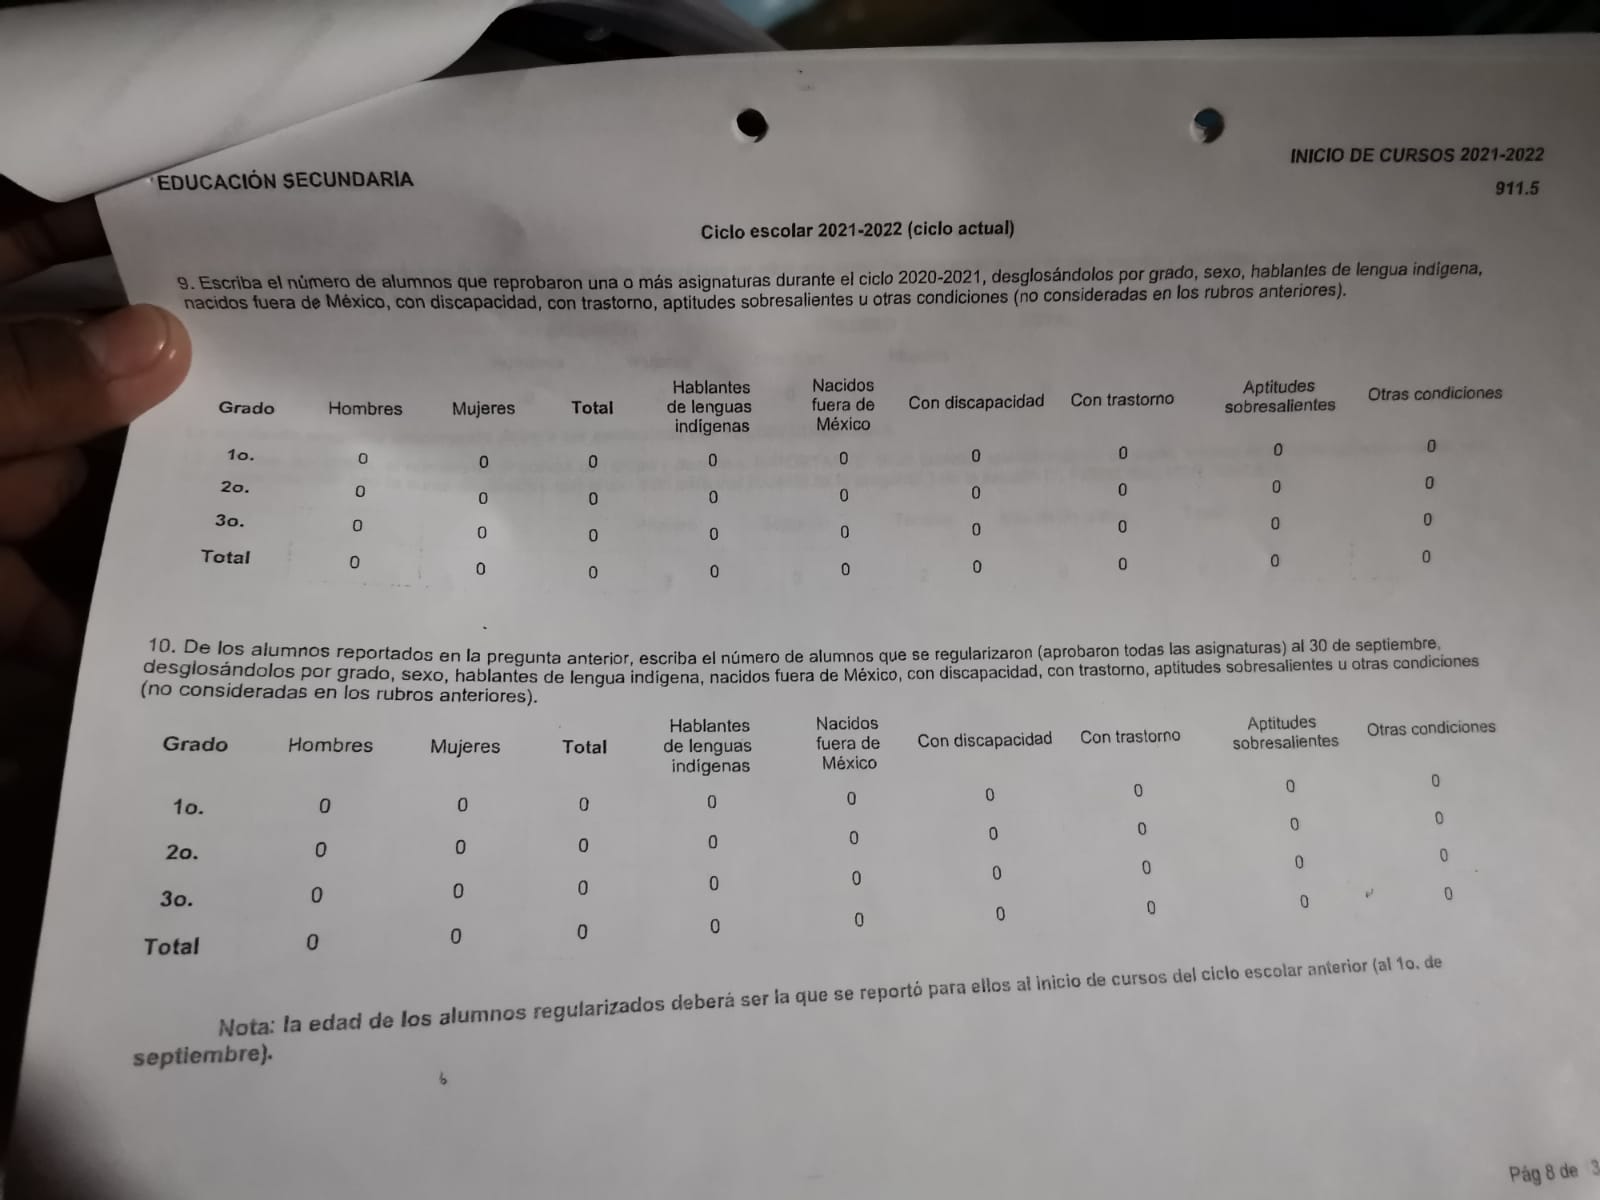 EDUCACIÓN SECUNDARIA
INICIO DE CURSOS 2021-2022
911.5
Ciclo escolar 2021-2022 (ciclo actual)
9. Escriba el número de alumnos que reprobaron una o más asignaturas durante el ciclo 2020-2021, desglosándolos por grado, sexo, hablantes de lengua indígena,
nacidos fuera de México, con discapacidad, con trastorno, aptitudes sobresalientes u otras condiciones (no consideradas en los rubros anteriores).
Grado Hombres Mujeres Total Hablantes de lenguas indígenas Nacidos fuera de México Con discapacidad Con trastorno Aptitudes sobresalientes Otras condiciones
1o. 0 0 0 0 0 0 0 0 0
2o. 0 0 0 0 0 0 0 0 0
3o. 0 0 0 0 0 0 0 0 0
Total 0 0 0 0 0 0 0 0 0
10. De los alumnos reportados en la pregunta anterior, escriba el número de alumnos que se regularizaron (aprobaron todas las asignaturas) al 30 de septiembre,
desglosándolos por grado, sexo, hablantes de lengua indígena, nacidos fuera de México, con discapacidad, con trastorno, aptitudes sobresalientes u otras condiciones
(no consideradas en los rubros anteriores).
Grado Hombres Mujeres Total Hablantes de lenguas indígenas Nacidos fuera de México Con discapacidad Con trastorno Aptitudes sobresalientes Otras condiciones
1o. 0 0 0 0 0 0 0 0 0
2o. 0 0 0 0 0 0 0 0 0
3o. 0 0 0 0 0 0 0 0 0
Total 0 0 0 0 0 0 0 0 0
Nota: la edad de los alumnos regularizados deberá ser la que se reportó para ellos al inicio de cursos del ciclo escolar anterior (al 1o. de
septiembre).
Pág 8 de